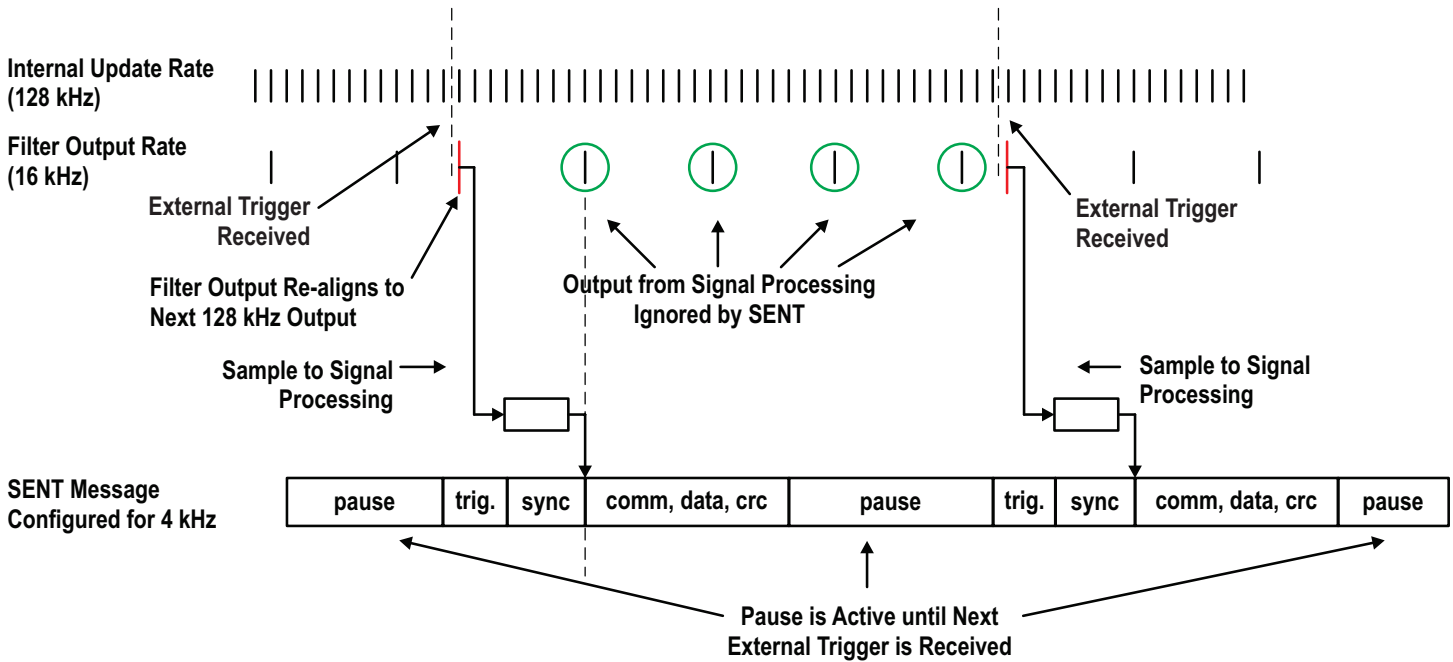 Internal Update Rate
(128 kHz)
Filter Output Rate
(16 kHz)
External Trigger
Received
External Trigger
Received
Filter Output Re-aligns to
Next 128 kHz Output
Output from Signal Processing
Ignored by SENT
Sample to Signal
Processing
Sample to Signal
Processing
SENT Message
Configured for 4 kHz
pause
trig.
sync
comm, data, crc
pause
trig.
sync
comm, data, crc
pause
Pause is Active until Next
External Trigger is Received